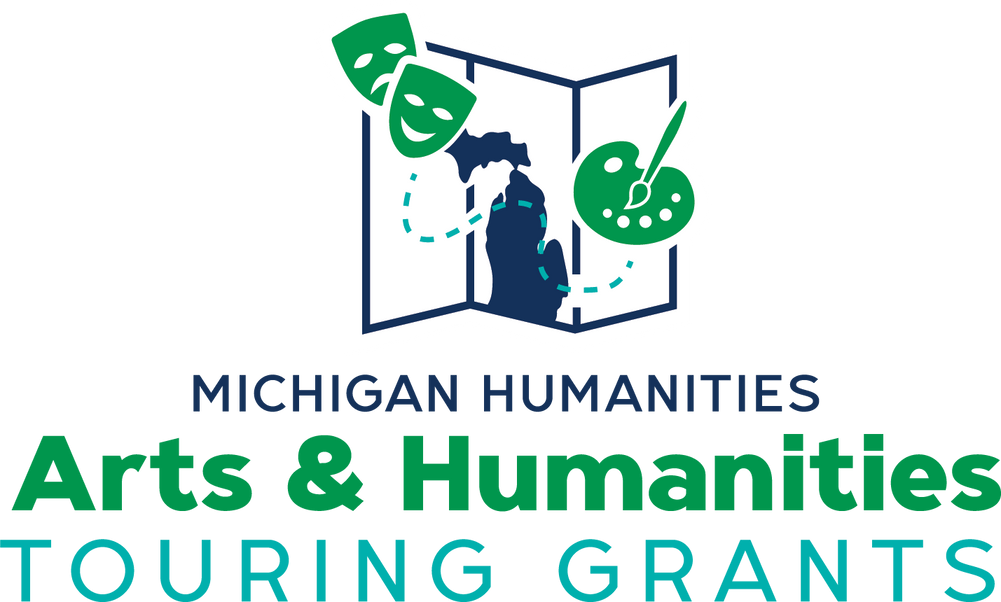 MICHIGAN HUMANITIES
Arts & Humanities
TOURING GRANTS